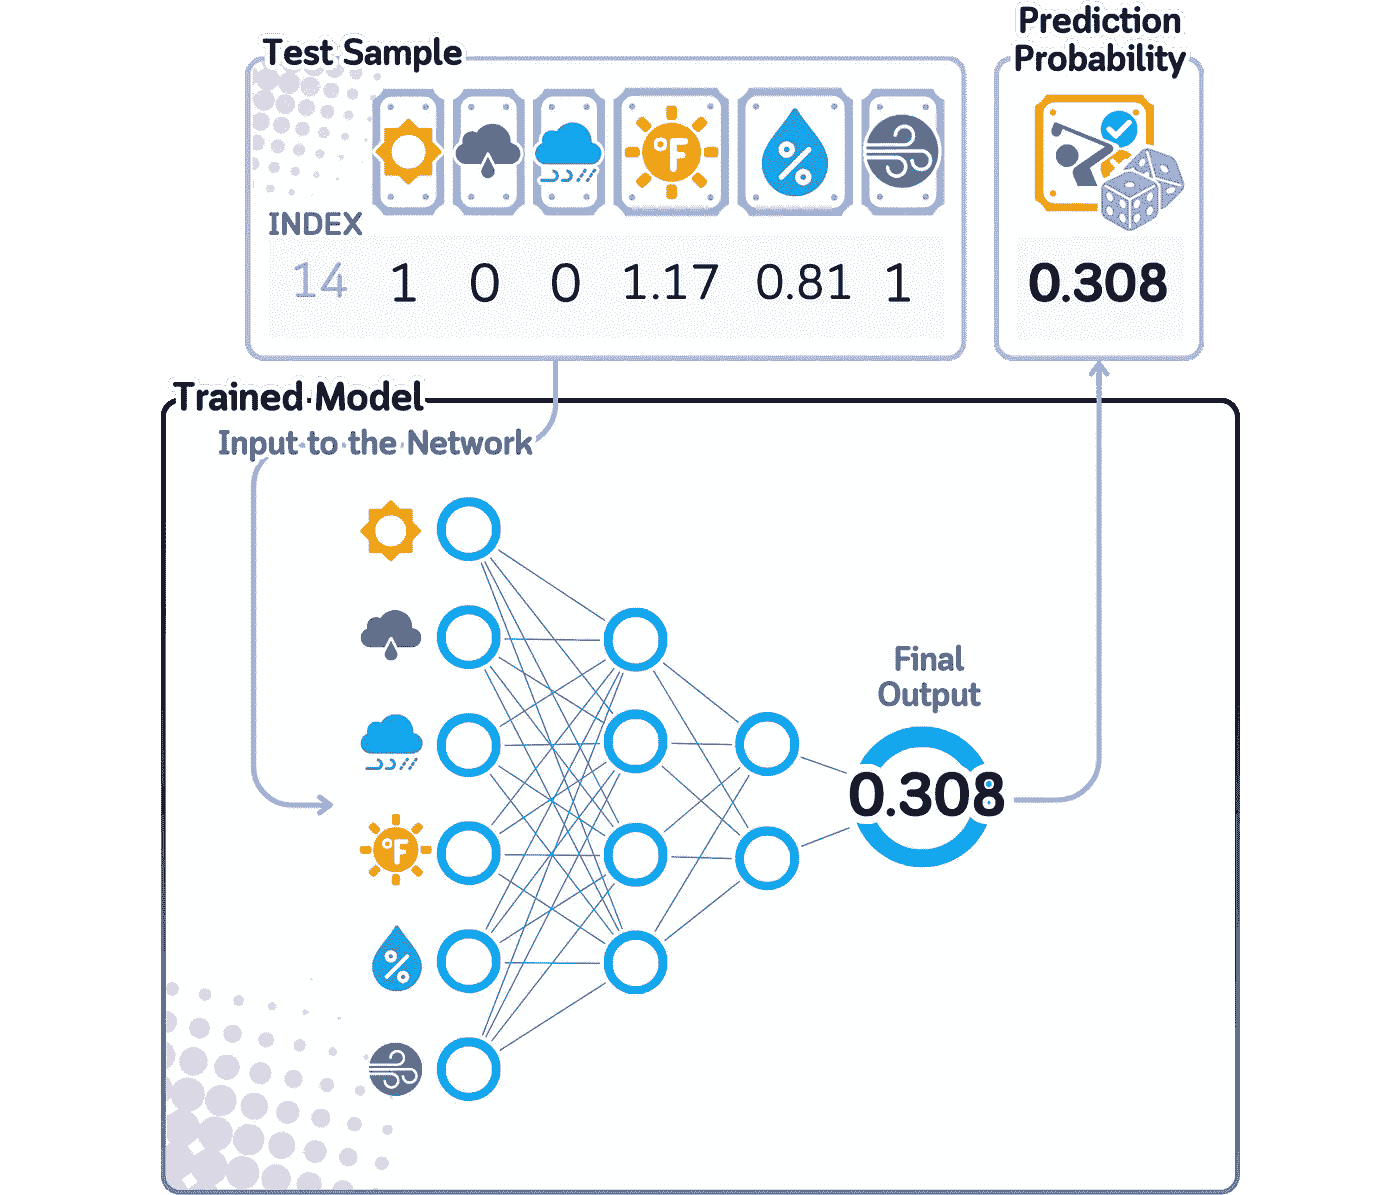 Test Sample
Prediction
Probability
°F
%
INDEX
14 1 0 0 1.17 0.81 1
0.308
Trained Model
Input to the Network
Final
Output
0.308
°F
%